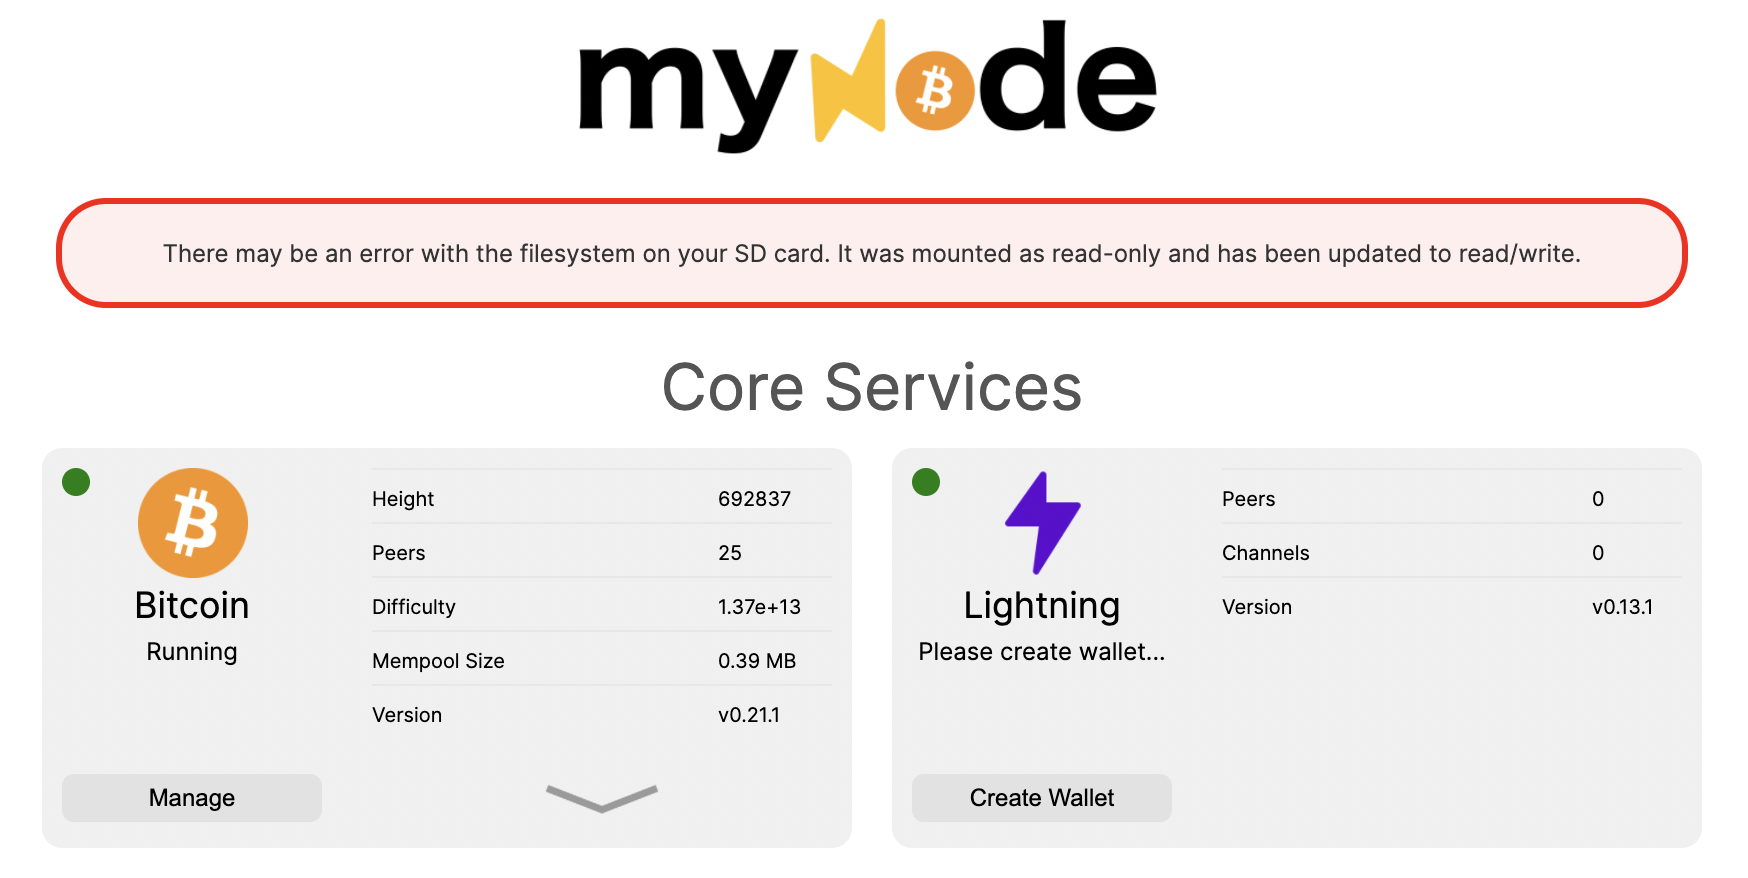 myNode
There may be an error with the filesystem on your SD card. It was mounted as read-only and has been updated to read/write.
Core Services
Bitcoin
Running
Height 692837
Peers 25
Difficulty 1.37e+13
Mempool Size 0.39 MB
Version v0.21.1
Manage
Lightning
Please create wallet...
Peers 0
Channels 0
Version v0.13.1
Create Wallet